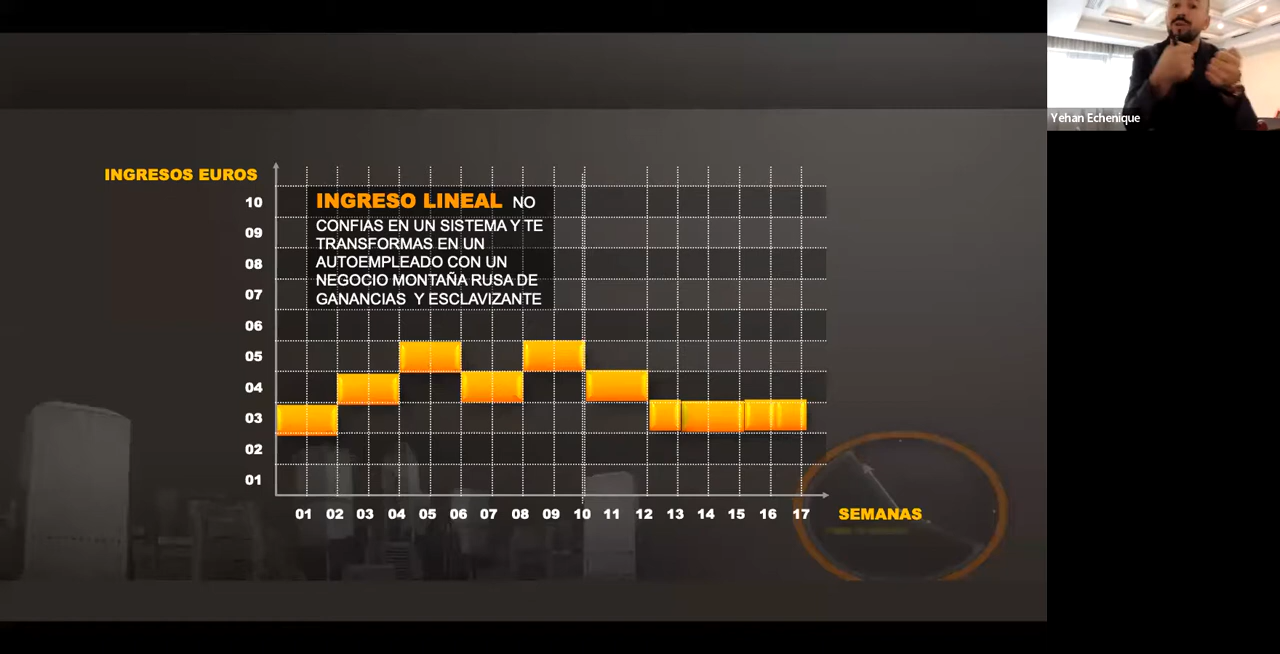 Yehan Echenique
INGRESOS EUROS
INGRESO LINEAL NO
CONFIAS EN UN SISTEMA Y TE
TRANSFORMAS EN UN
AUTOEMPLEADO CON UN
NEGOCIO MONTAÑA RUSA DE
GANANCIAS Y ESCLAVIZANTE
10
09
08
07
06
05
04
03
02
01
01 02 03 04 05 06 07 08 09 10 11 12 13 14 15 16 17
SEMANAS